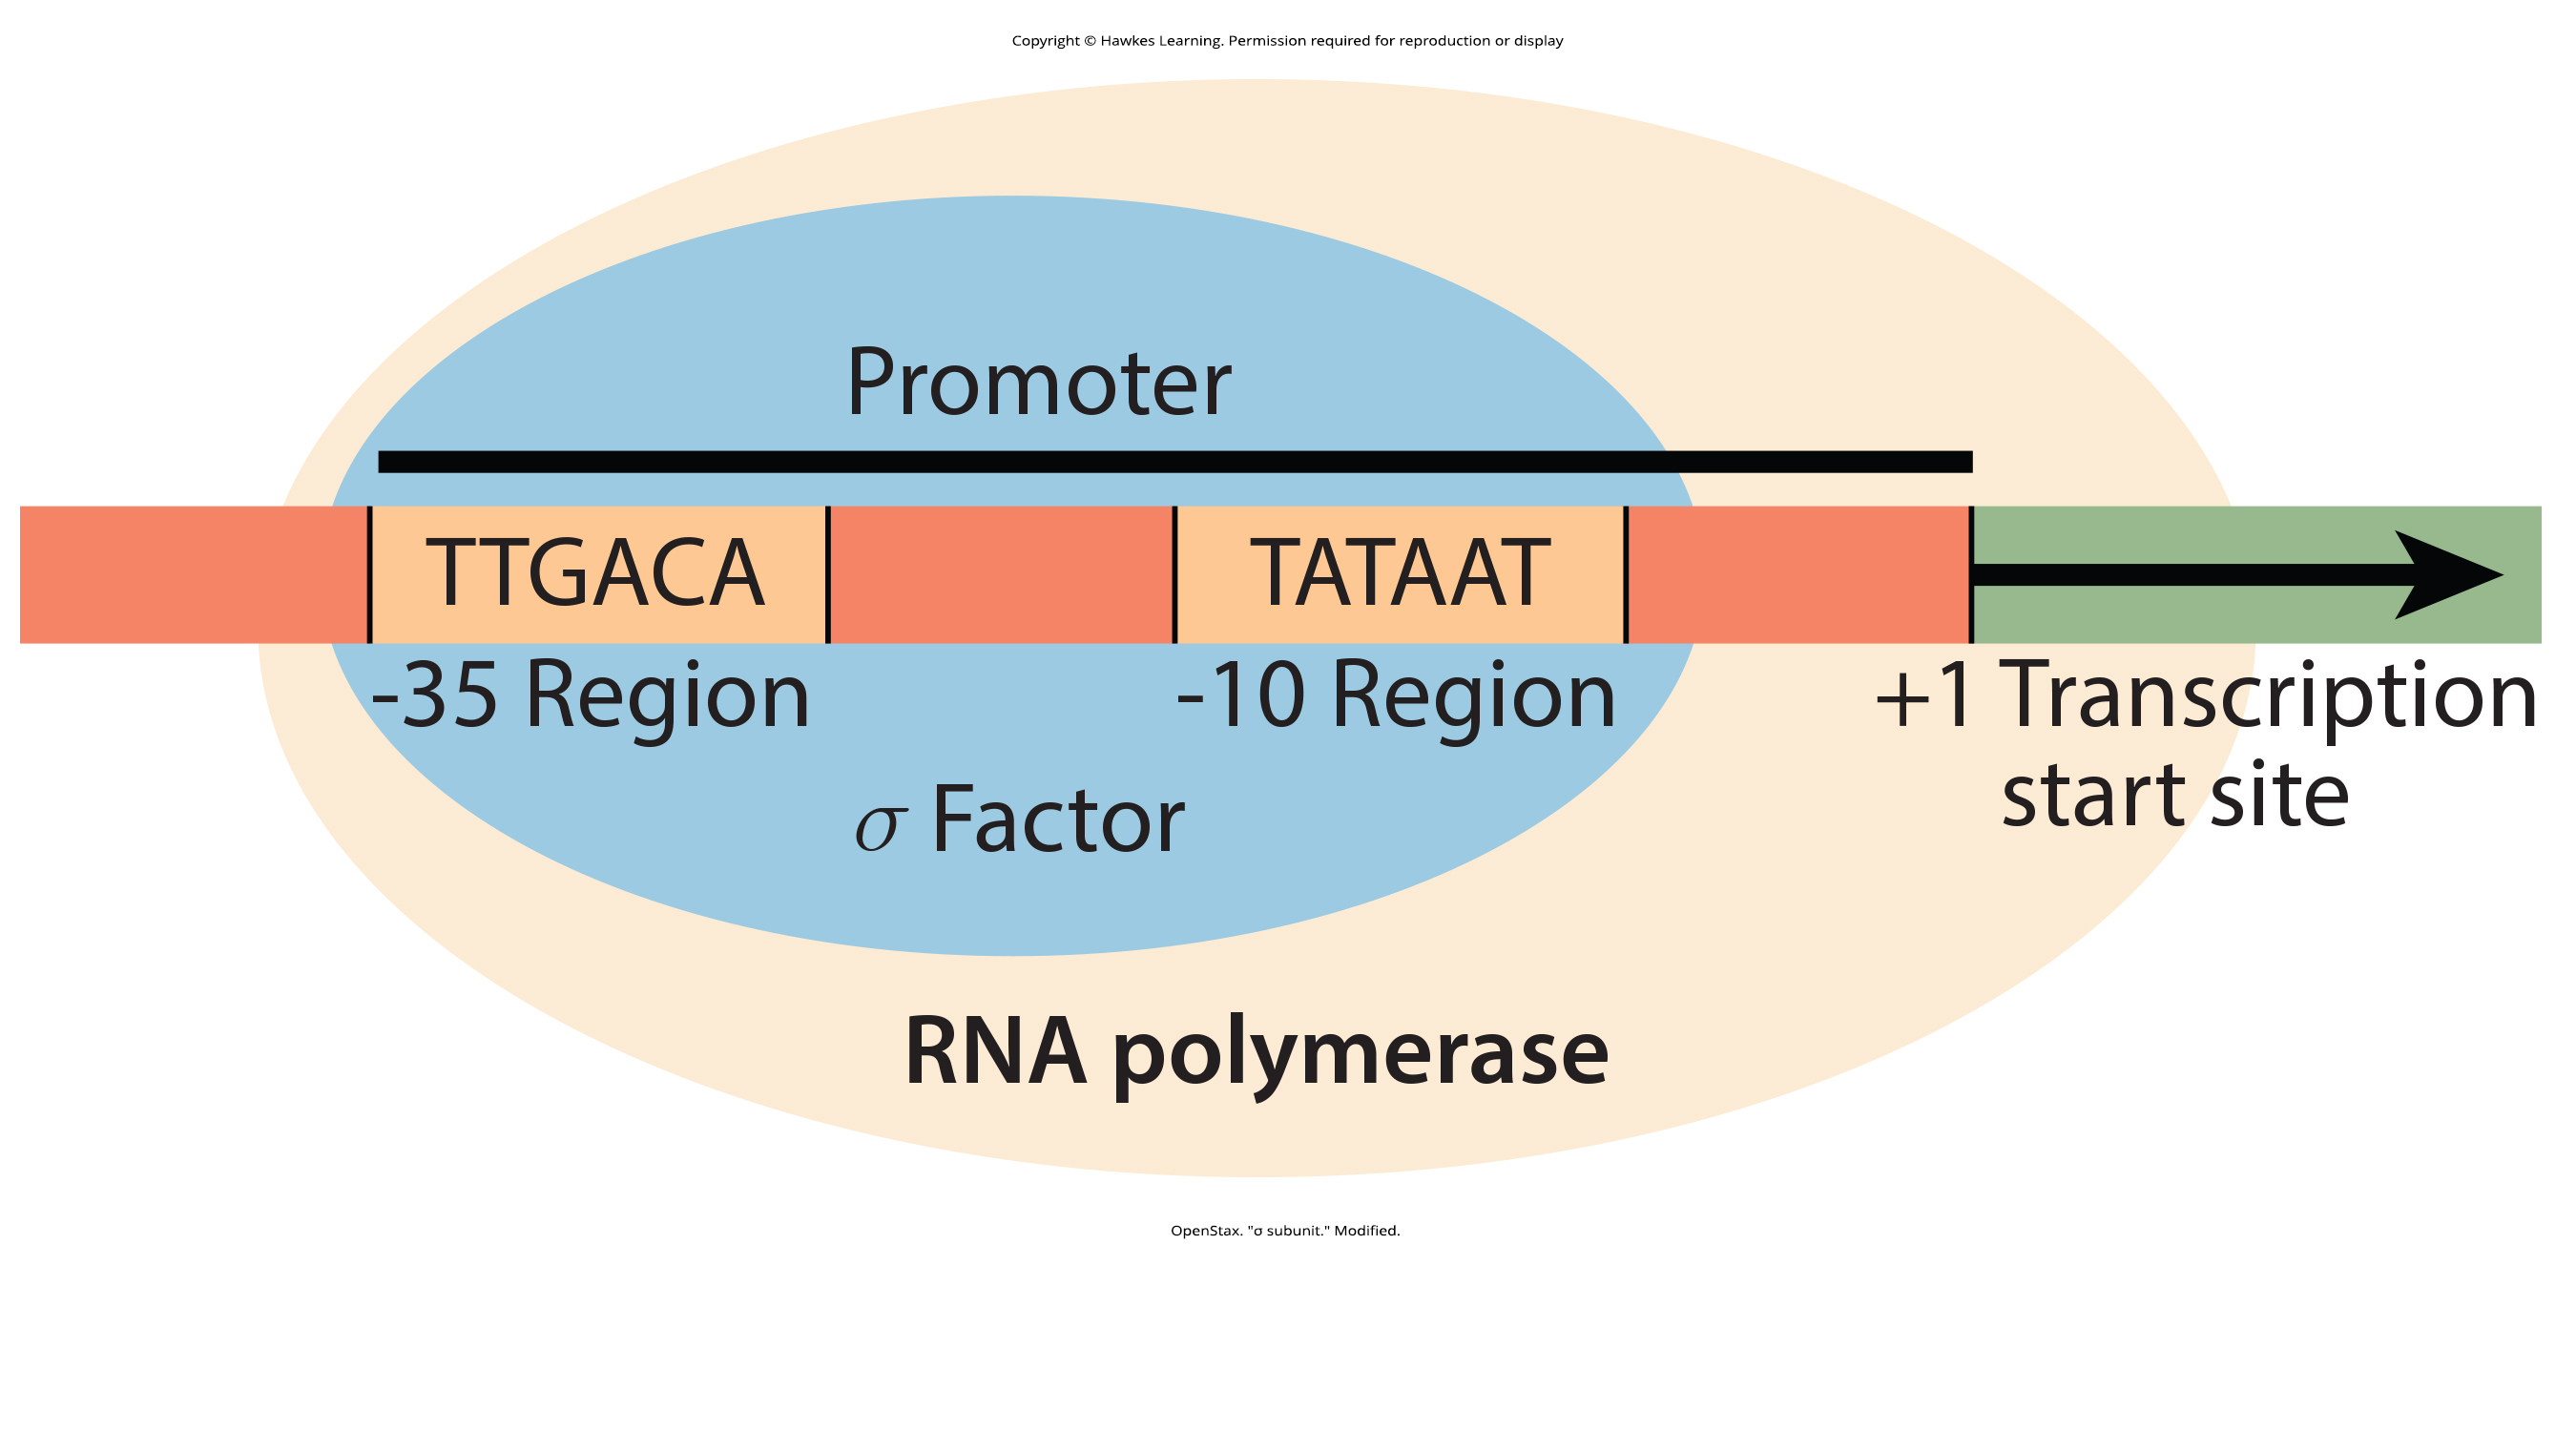 Copyright © Hawkes Learning. Permission required for reproduction or display
Promoter
TTGACA
TATAAT
-35 Region
-10 Region
+1 Transcription
start site
σ Factor
RNA polymerase
OpenStax. "σ subunit." Modified.